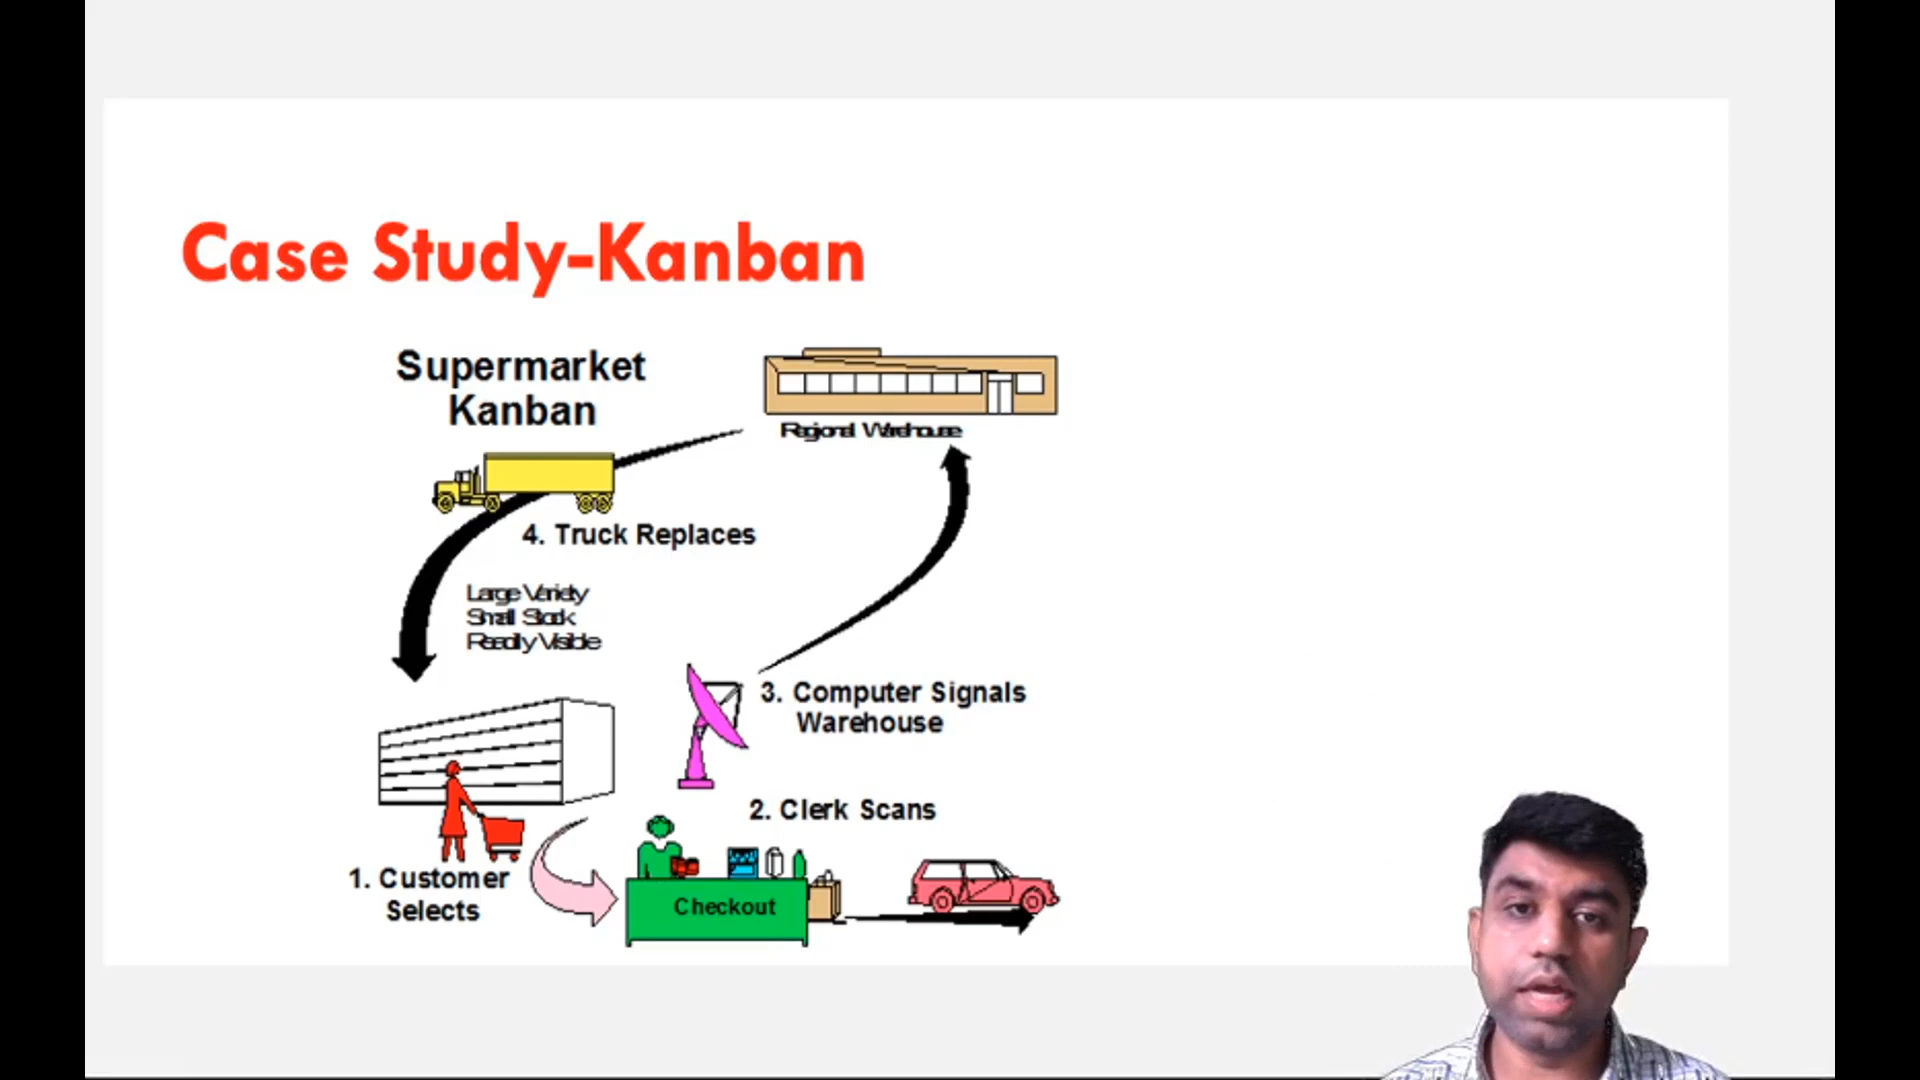 Case Study-Kanban
Supermarket
Kanban
Regional Warehouse
4. Truck Replaces
Large Variety
Small Stock
Readily Visible
3. Computer Signals
Warehouse
2. Clerk Scans
1. Customer
Selects
Checkout